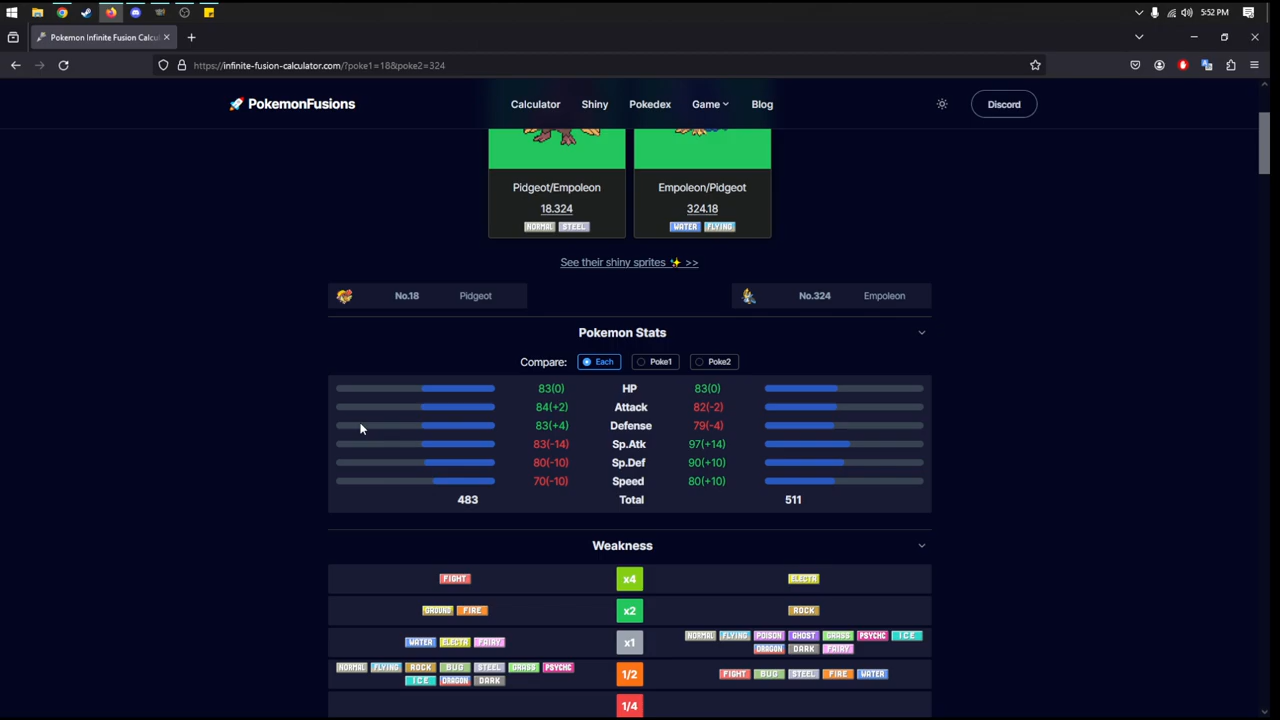 5:52 PM
Pokemon Infinite Fusion Calcu
https://infinite-fusion-calculator.com/?poke1=18&poke2=324
PokemonFusions
Calculator Shiny Pokedex Game Blog
Discord
Pidgeot/Empoleon Empoleon/Pidgeot
18.324 324.18
NORMAL STEEL WATER FLYING
See their shiny sprites ✨ >>
No.18 Pidgeot No.324 Empoleon
Pokemon Stats
Compare: Each Poke1 Poke2
83(0) HP 83(0)
84(+2) Attack 82(-2)
83(+4) Defense 79(-4)
83(-14) Sp.Atk 97(+14)
80(-10) Sp.Def 90(+10)
70(-10) Speed 80(+10)
483 Total 511
Weakness
FIGHT x4 ELECTR
GROUND FIRE x2 ROCK
WATER ELECTR FAIRY x1 NORMAL FLYING POISON GHOST GRASS PSYCHC ICE
DRAGON DARK FAIRY
NORMAL FLYING ROCK BUG STEEL GRASS PSYCHC 1/2 FIGHT BUG STEEL FIRE WATER
ICE DRAGON DARK
1/4